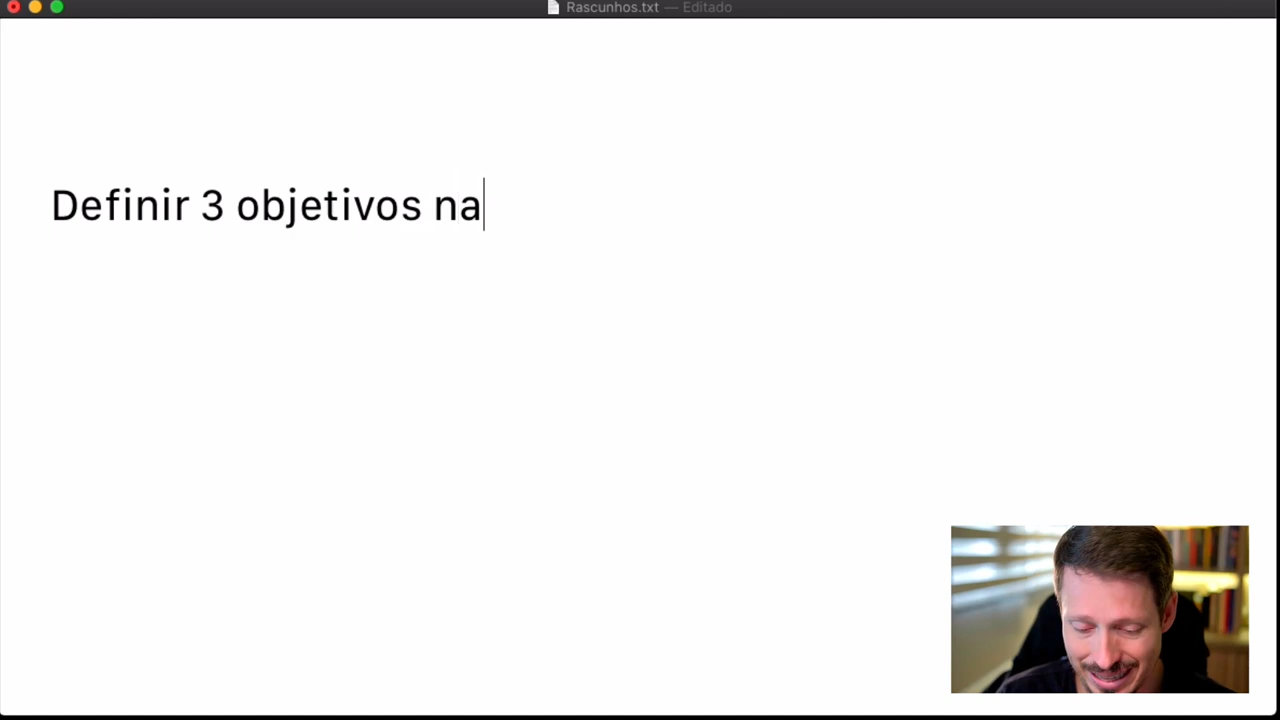 Rascunhos.txt — Editado
Definir 3 objetivos na